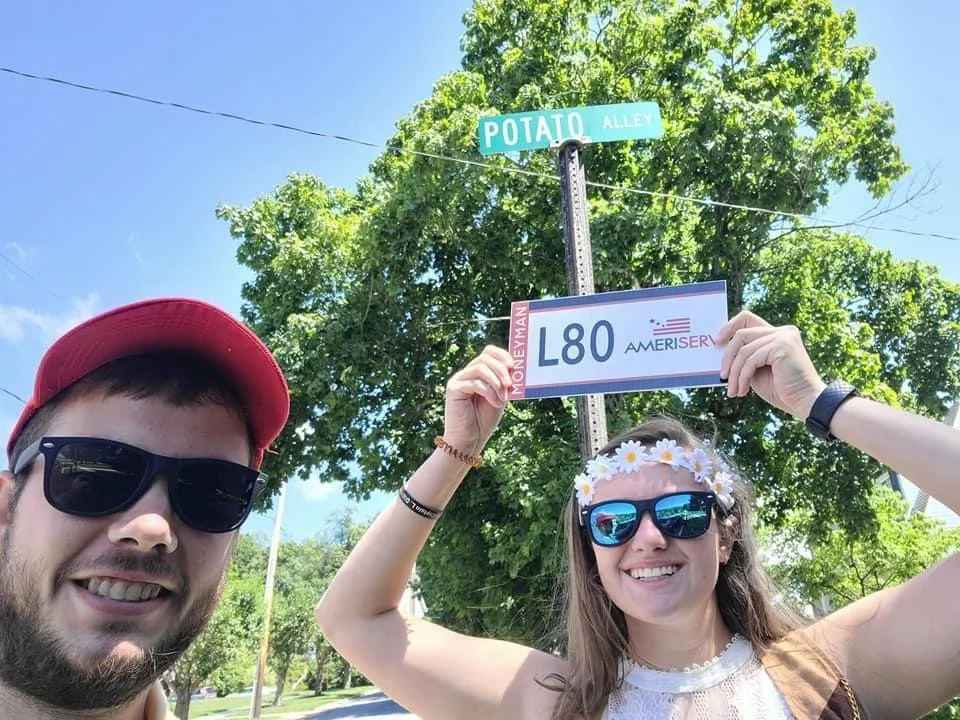 POTATO ALLEY
MONEYMAN
L80
AMERISERV